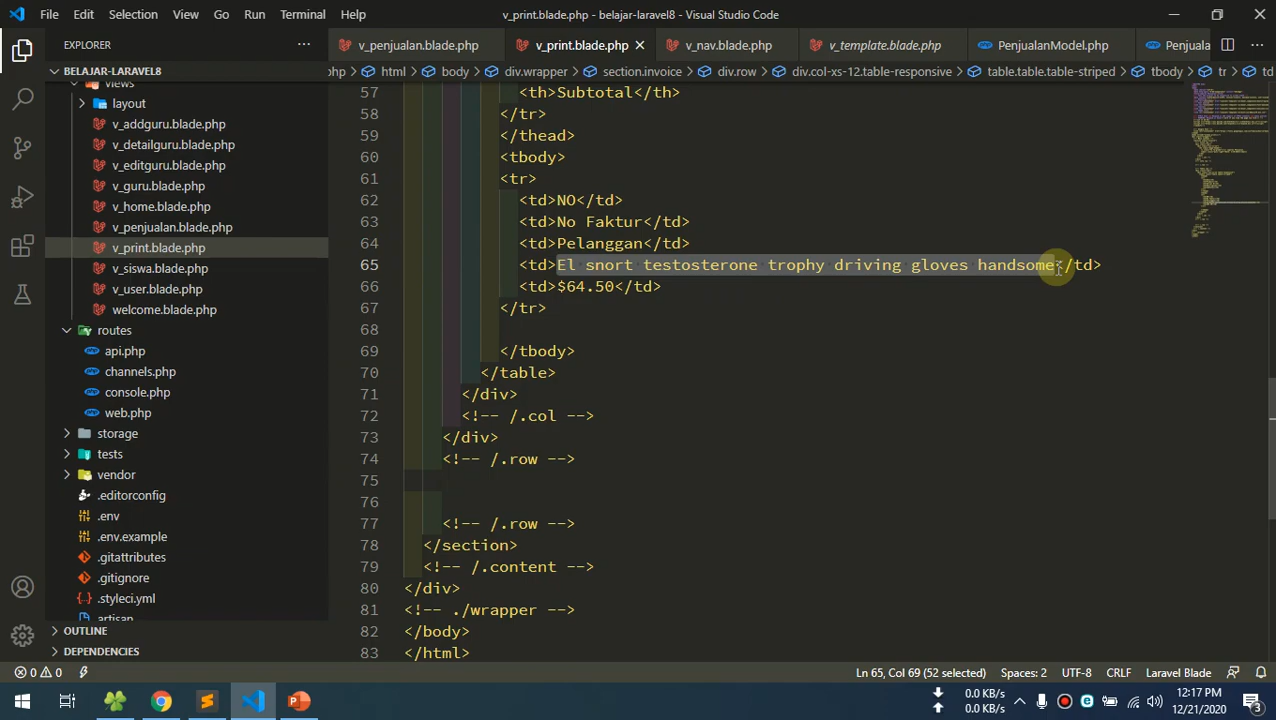 File Edit Selection View Go Run Terminal Help v_print.blade.php - belajar-laravel8 - Visual Studio Code
EXPLORER
v_penjualan.blade.php v_print.blade.php v_nav.blade.php v_template.blade.php PenjualanModel.php Penjuala
BELAJAR-LARAVEL8
php html body div.wrapper section.invoice div.row div.col-xs-12.table-responsive table.table.table-striped tbody tr td
views
layout
v_addguru.blade.php
v_detailguru.blade.php
v_editguru.blade.php
v_guru.blade.php
v_home.blade.php
v_penjualan.blade.php
v_print.blade.php
v_siswa.blade.php
v_user.blade.php
welcome.blade.php
routes
api.php
channels.php
console.php
web.php
storage
tests
vendor
.editorconfig
.env
.env.example
.gitattributes
.gitignore
.styleci.yml
artisan
OUTLINE
DEPENDENCIES
57 <th>Subtotal</th>
58 </tr>
59 </thead>
60 <tbody>
61 <tr>
62 <td>NO</td>
63 <td>No Faktur</td>
64 <td>Pelanggan</td>
65 <td>El snort testosterone trophy driving gloves handsome</td>
66 <td>$64.50</td>
67 </tr>
68
69 </tbody>
70 </table>
71 </div>
72 <!-- /.col -->
73 </div>
74 <!-- /.row -->
75
76
77 <!-- /.row -->
78 </section>
79 <!-- /.content -->
80 </div>
81 <!-- ./wrapper -->
82 </body>
83 </html>
0 0 Ln 65, Col 69 (52 selected) Spaces: 2 UTF-8 CRLF Laravel Blade
0.0 KB/s
0.0 KB/s
12:17 PM
12/21/2020
3